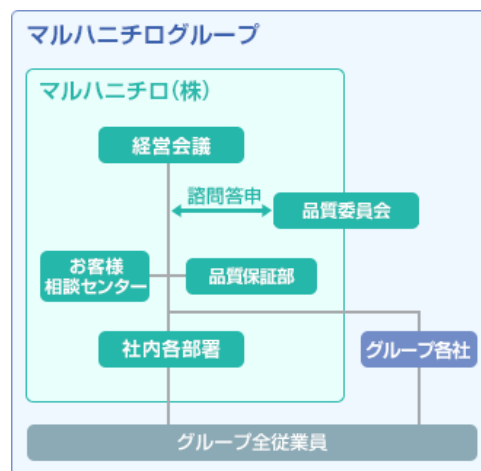 マルハニチログループ
マルハニチロ(株)
経営会議
諮問答申
品質委員会
お客様
相談センター
品質保証部
社内各部署
グループ各社
グループ全従業員